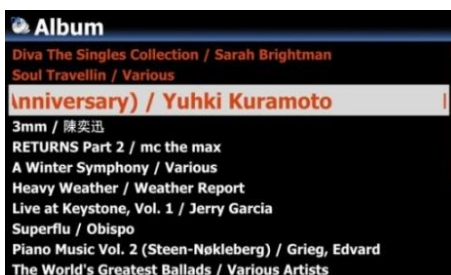 Album
Diva The Singles Collection / Sarah Brightman
Soul Travellin / Various
Anniversary) / Yuhki Kuramoto
3mm / 陳奕迅
RETURNS Part 2 / mc the max
A Winter Symphony / Various
Heavy Weather / Weather Report
Live at Keystone, Vol. 1 / Jerry Garcia
Superflu / Obispo
Piano Music Vol. 2 (Steen-Nøkleberg) / Grieg, Edvard
The World's Greatest Ballads / Various Artists